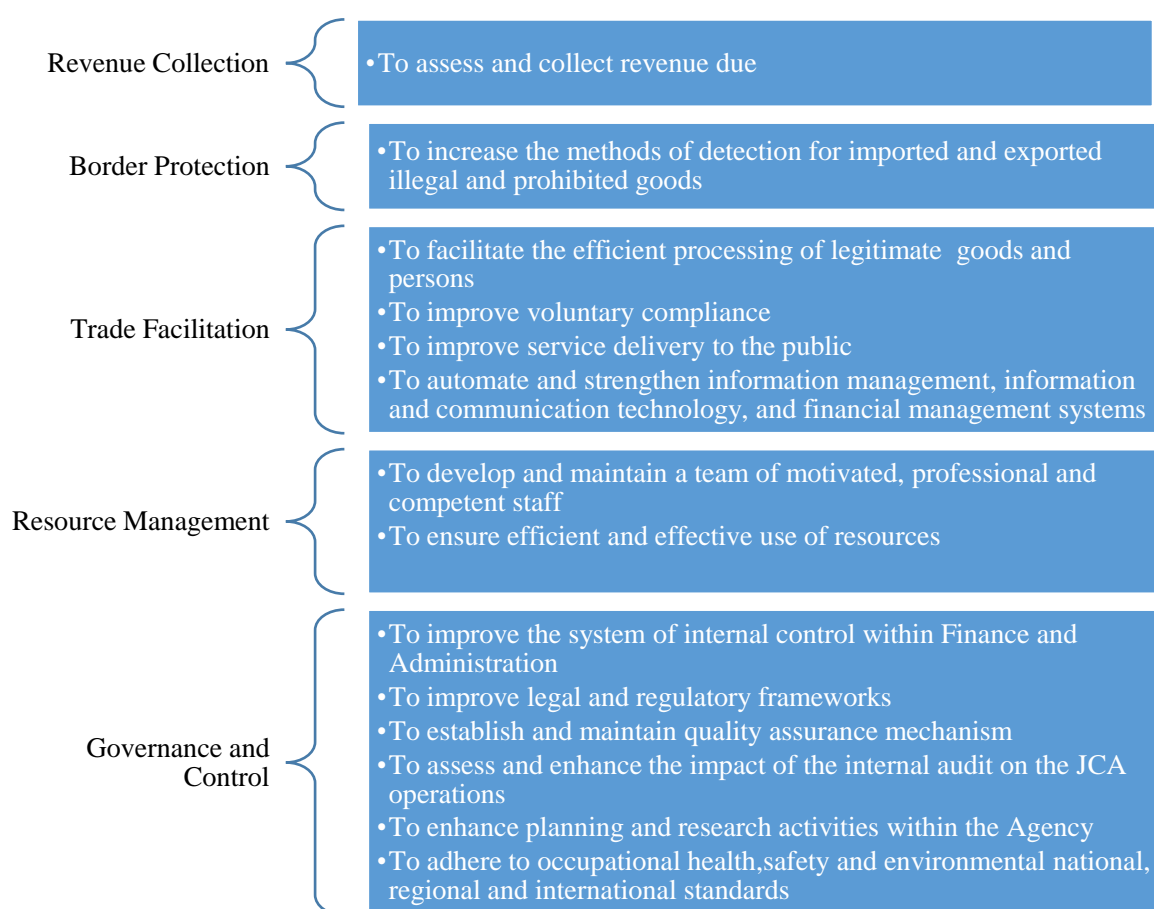 Revenue Collection
•To assess and collect revenue due
Border Protection
•To increase the methods of detection for imported and exported
illegal and prohibited goods
Trade Facilitation
•To facilitate the efficient processing of legitimate  goods and
persons
•To improve voluntary compliance
•To improve service delivery to the public
•To automate and strengthen information management, information
and communication technology, and financial management systems
Resource Management
•To develop and maintain a team of motivated, professional and
competent staff
•To ensure efficient and effective use of resources
Governance and
Control
•To improve the system of internal control within Finance and
Administration
•To improve legal and regulatory frameworks
•To establish and maintain quality assurance mechanism
•To assess and enhance the impact of the internal audit on the JCA
operations
•To enhance planning and research activities within the Agency
•To adhere to occupational health,safety and environmental national,
regional and international standards